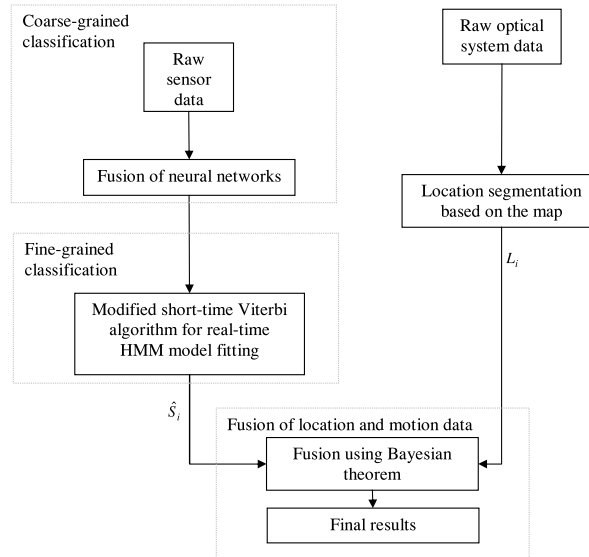 Coarse-grained
classification
Raw
sensor
data
Fusion of neural networks
Raw optical
system data
Location segmentation
based on the map
L_i
Fine-grained
classification
Modified short-time Viterbi
algorithm for real-time
HMM model fitting
Ŝ_i
Fusion of location and motion data
Fusion using Bayesian
theorem
Final results